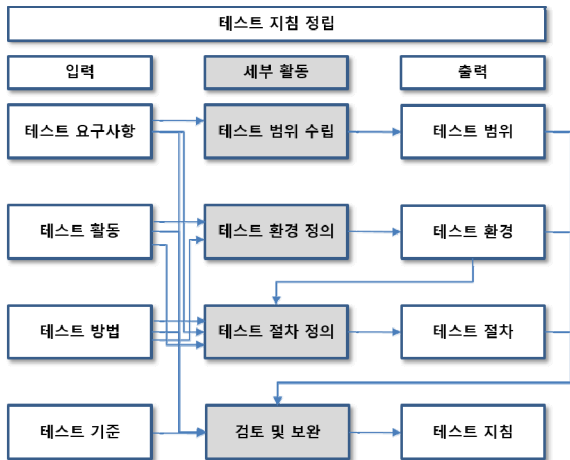 테스트 지침 정립
입력 세부 활동 출력
테스트 요구사항 테스트 범위 수립 테스트 범위
테스트 활동 테스트 환경 정의 테스트 환경
테스트 방법 테스트 절차 정의 테스트 절차
테스트 기준 검토 및 보완 테스트 지침